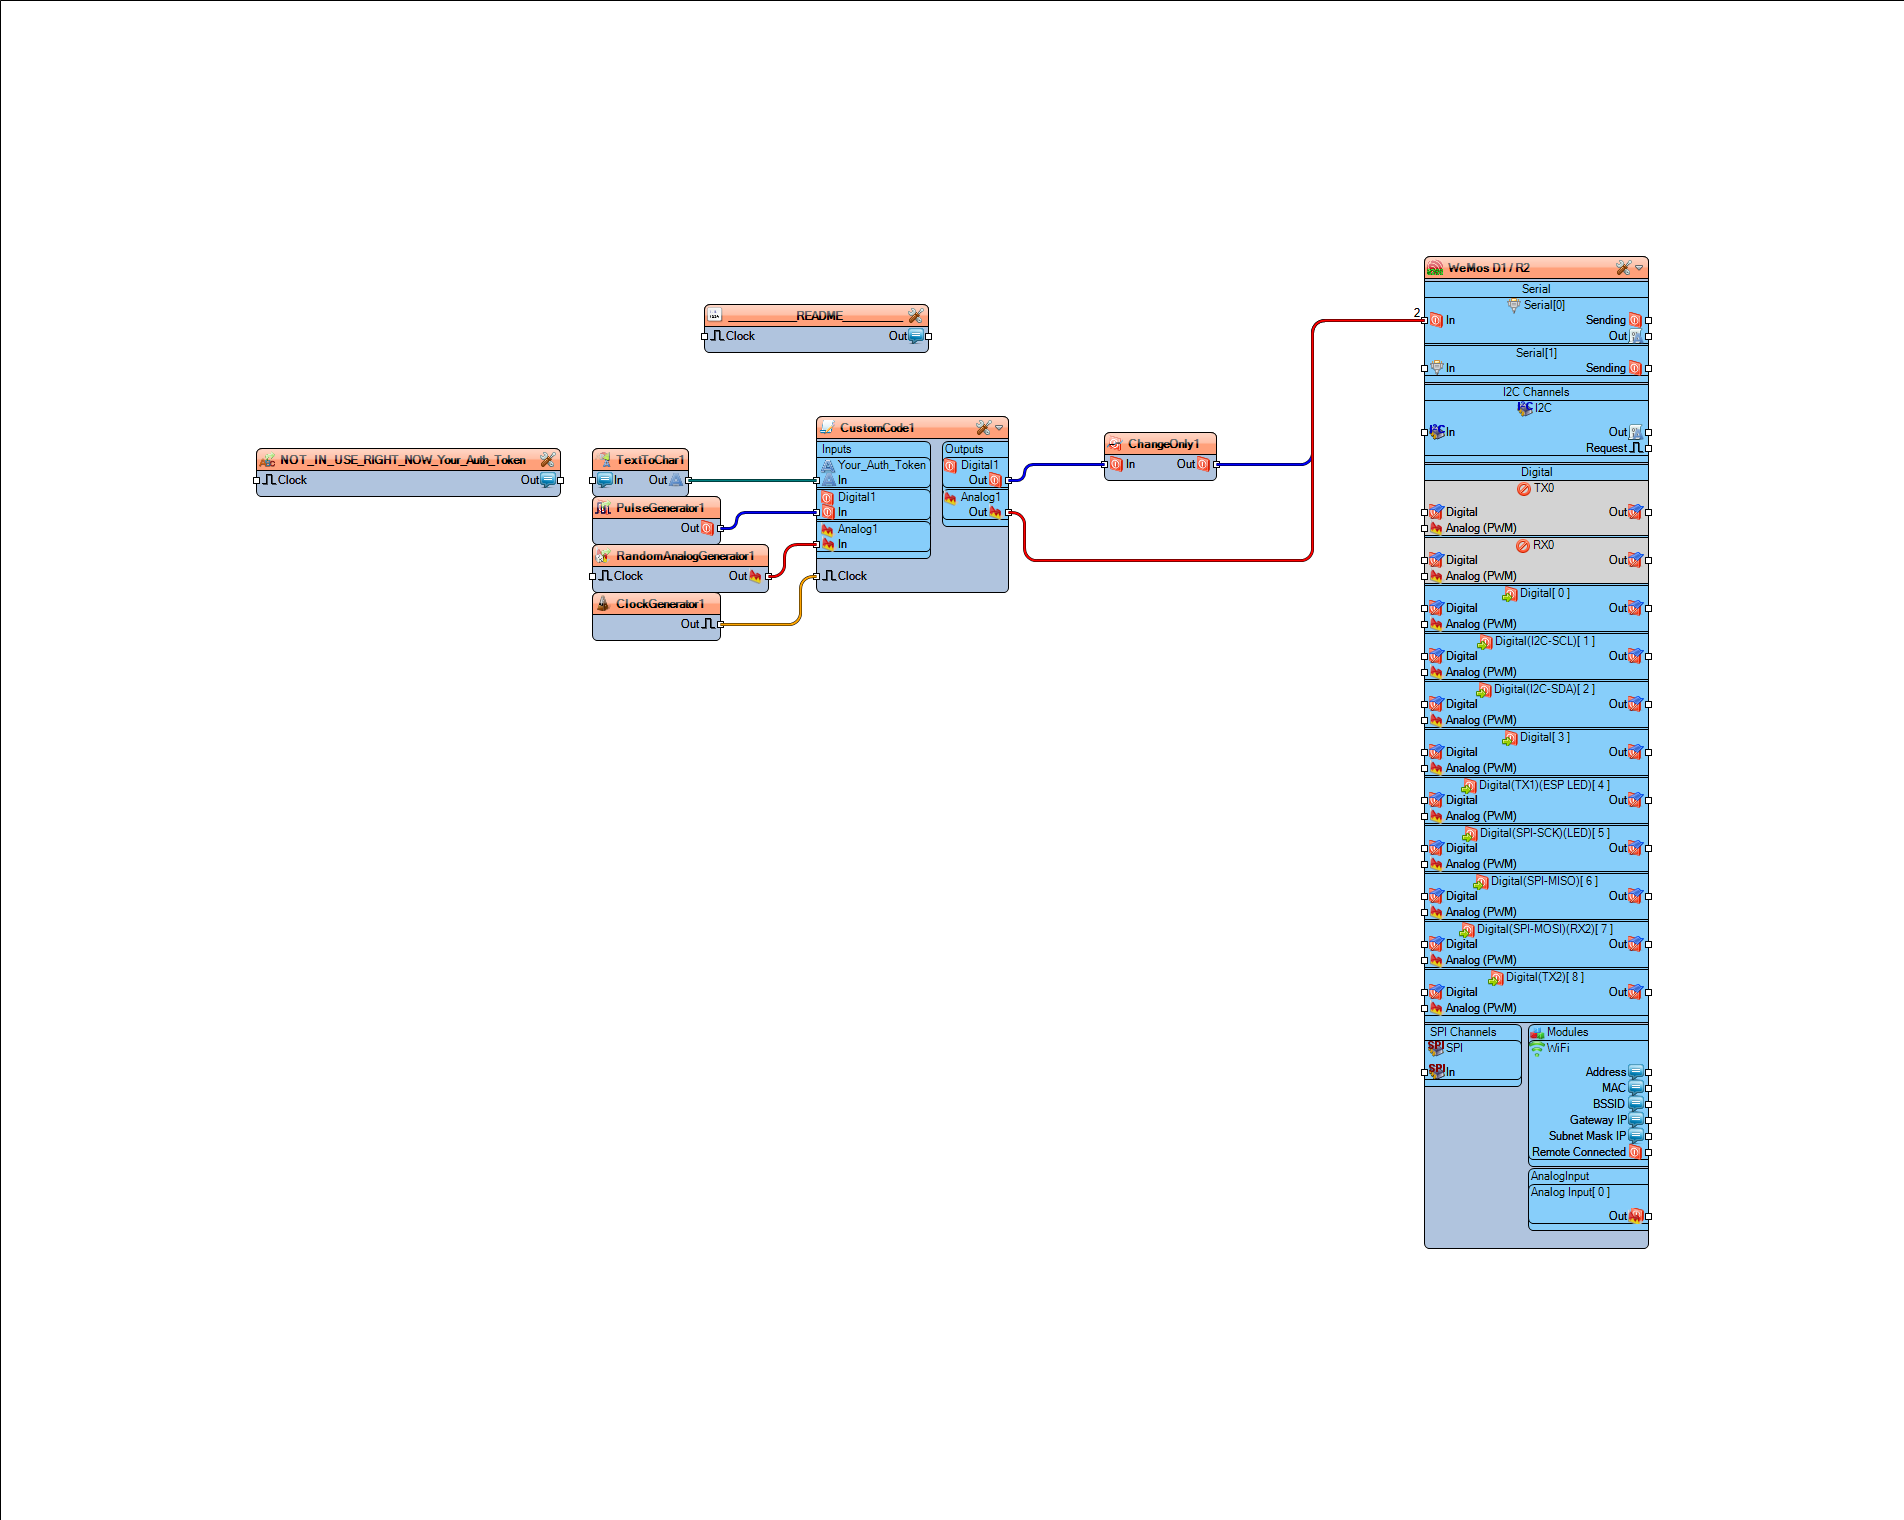 README
Clock Out
NOT_IN_USE_RIGHT_NOW_Your_Auth_Token
Clock Out
TextToChar1
In Out
PulseGenerator1
Out
RandomAnalogGenerator1
Clock Out
ClockGenerator1
Out
CustomCode1
Inputs
Your_Auth_Token
In
Digital1
In
Analog1
In
Clock
Outputs
Digital1
Out
Analog1
Out
ChangeOnly1
In Out
2
WeMos D1 / R2
Serial
Serial[0]
In Sending
Out
Serial[1]
In Sending
I2C Channels
I2C
In Out
Request
Digital
TX0
Digital Out
Analog (PWM)
RX0
Digital Out
Analog (PWM)
Digital[ 0 ]
Digital Out
Analog (PWM)
Digital(I2C-SCL)[ 1 ]
Digital Out
Analog (PWM)
Digital(I2C-SDA)[ 2 ]
Digital Out
Analog (PWM)
Digital[ 3 ]
Digital Out
Analog (PWM)
Digital(TX1)(ESP LED)[ 4 ]
Digital Out
Analog (PWM)
Digital(SPI-SCK)(LED)[ 5 ]
Digital Out
Analog (PWM)
Digital(SPI-MISO)[ 6 ]
Digital Out
Analog (PWM)
Digital(SPI-MOSI)(RX2)[ 7 ]
Digital Out
Analog (PWM)
Digital(TX2)[ 8 ]
Digital Out
Analog (PWM)
SPI Channels
SPI
In
Modules
WiFi
Address
MAC
BSSID
Gateway IP
Subnet Mask IP
Remote Connected
AnalogInput
Analog Input[ 0 ]
Out